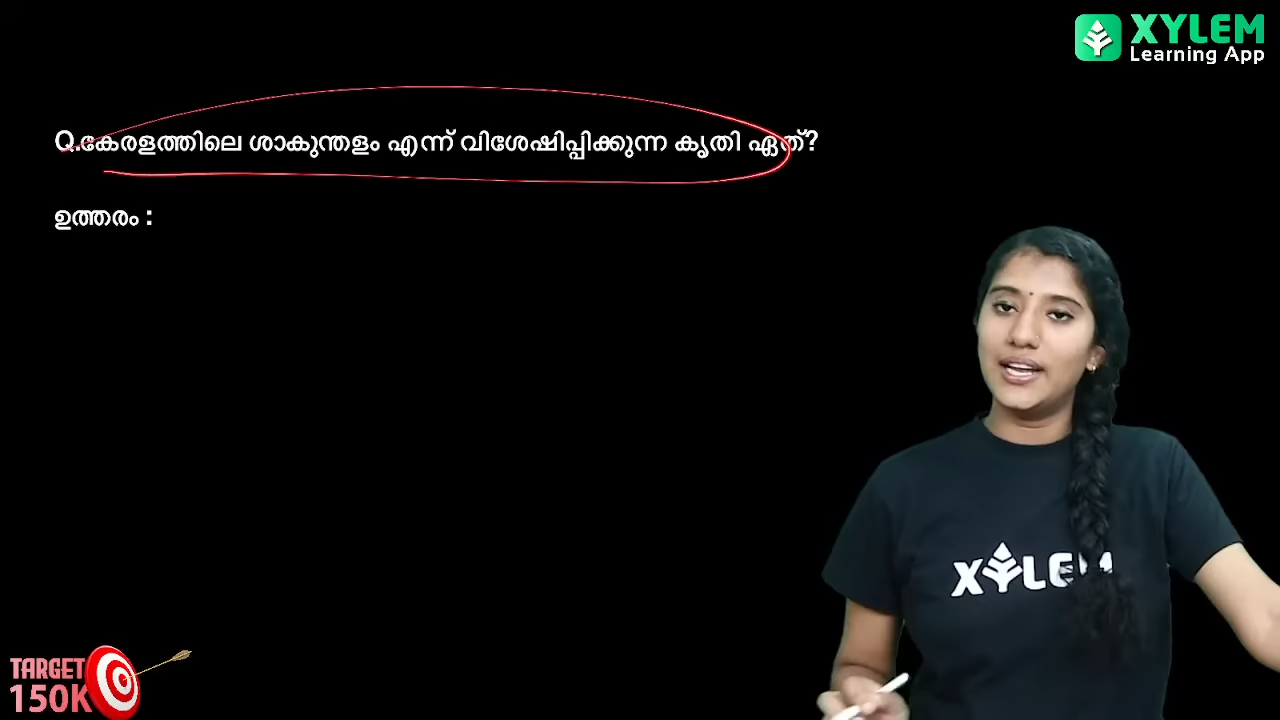 XYLEM
Learning App
Q.കേരളത്തിലെ ശാകുന്തളം എന്ന് വിശേഷിപ്പിക്കുന്ന കൃതി ഏത്?
ഉത്തരം :
XYLEM
TARGET
150K